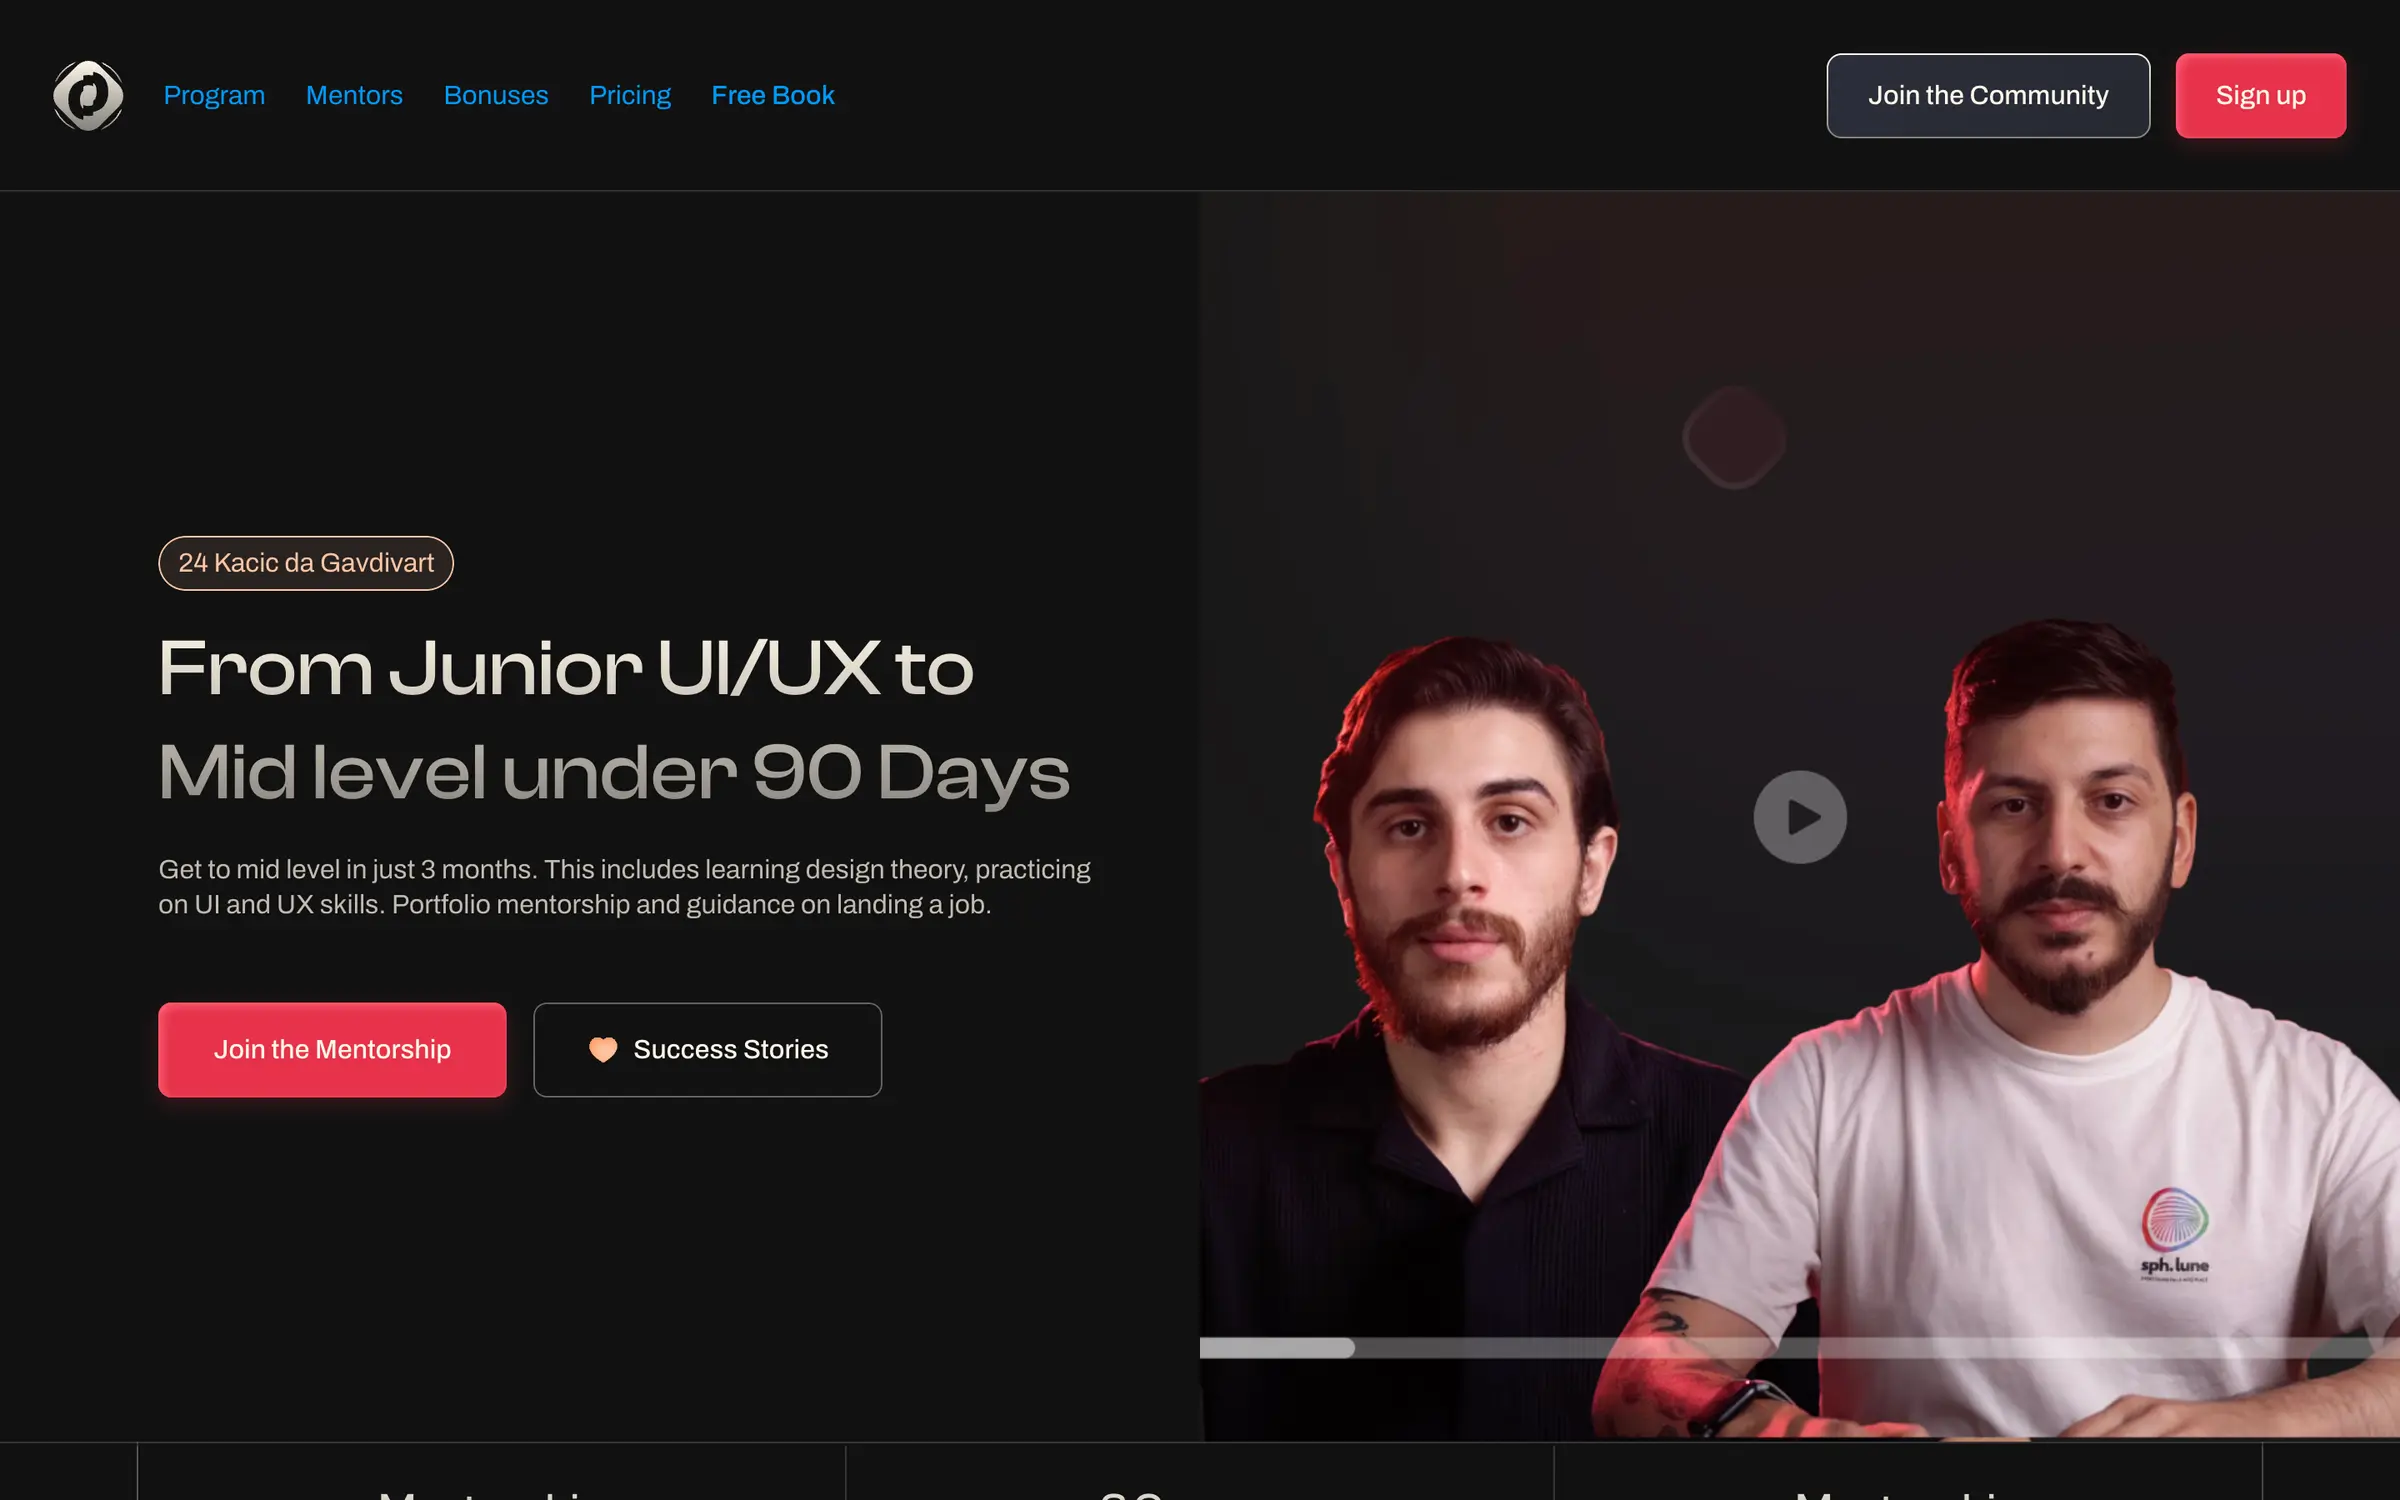 Program
Mentors
Bonuses
Pricing
Free Book
Join the Community
Sign up
24 Kacic da Gavdivart
From Junior UI/UX to
Mid level under 90 Days
Get to mid level in just 3 months. This includes learning design theory, practicing
on UI and UX skills. Portfolio mentorship and guidance on landing a job.
Join the Mentorship
Success Stories
sph.lune